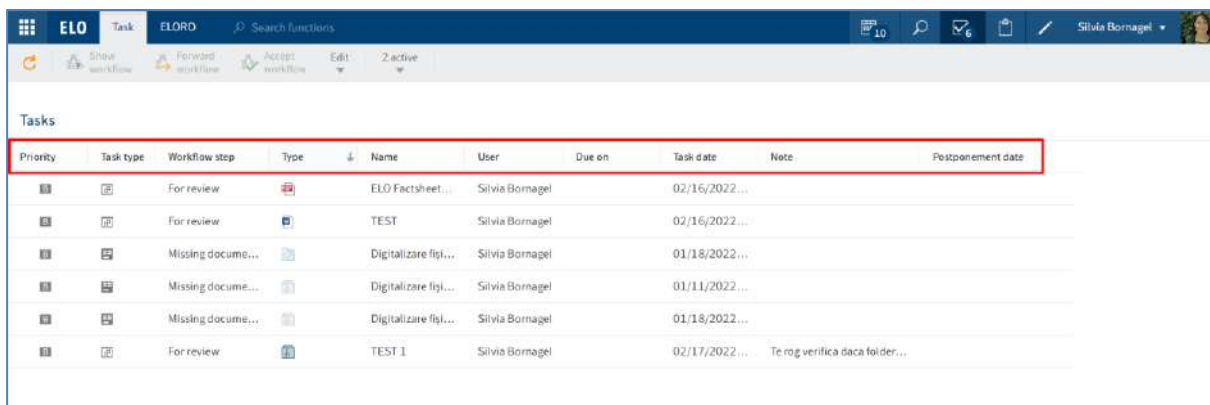 ELO Task ELORO Search functions 10 6 Silvia Bornagel
Show workflow Forward workflow Accept workflow Edit 2 active
Tasks
Priority Task type Workflow step Type Name User Due on Task date Note Postponement date
For review ELO Factsheet... Silvia Bornagel 02/16/2022...
For review TEST Silvia Bornagel 02/16/2022...
Missing docume... Digitalizare fiși... Silvia Bornagel 01/18/2022...
Missing docume... Digitalizare fiși... Silvia Bornagel 01/11/2022...
Missing docume... Digitalizare fiși... Silvia Bornagel 01/18/2022...
For review TEST 1 Silvia Bornagel 02/17/2022... Te rog verifica daca folder...